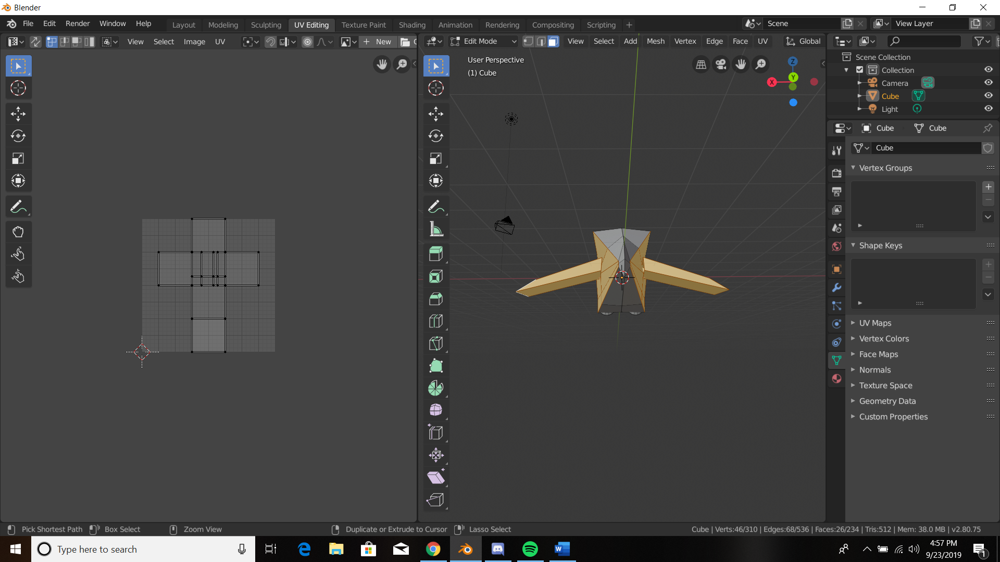 Blender
File Edit Render Window Help Layout Modeling Sculpting UV Editing Texture Paint Shading Animation Rendering Compositing Scripting + Scene View Layer
View Select Image UV + New
Edit Mode View Select Add Mesh Vertex Edge Face UV Global
User Perspective
(1) Cube
Z
Y
X
Scene Collection
Collection
Camera
Cube
Light
Cube Cube
Cube
Vertex Groups
Shape Keys
UV Maps
Vertex Colors
Face Maps
Normals
Texture Space
Geometry Data
Custom Properties
Pick Shortest Path Box Select Zoom View Duplicate or Extrude to Cursor Lasso Select Cube | Verts:46/310 | Edges:68/536 | Faces:26/234 | Tris:512 | Mem: 38.0 MB | v2.80.75
Type here to search
4:57 PM
9/23/2019
1